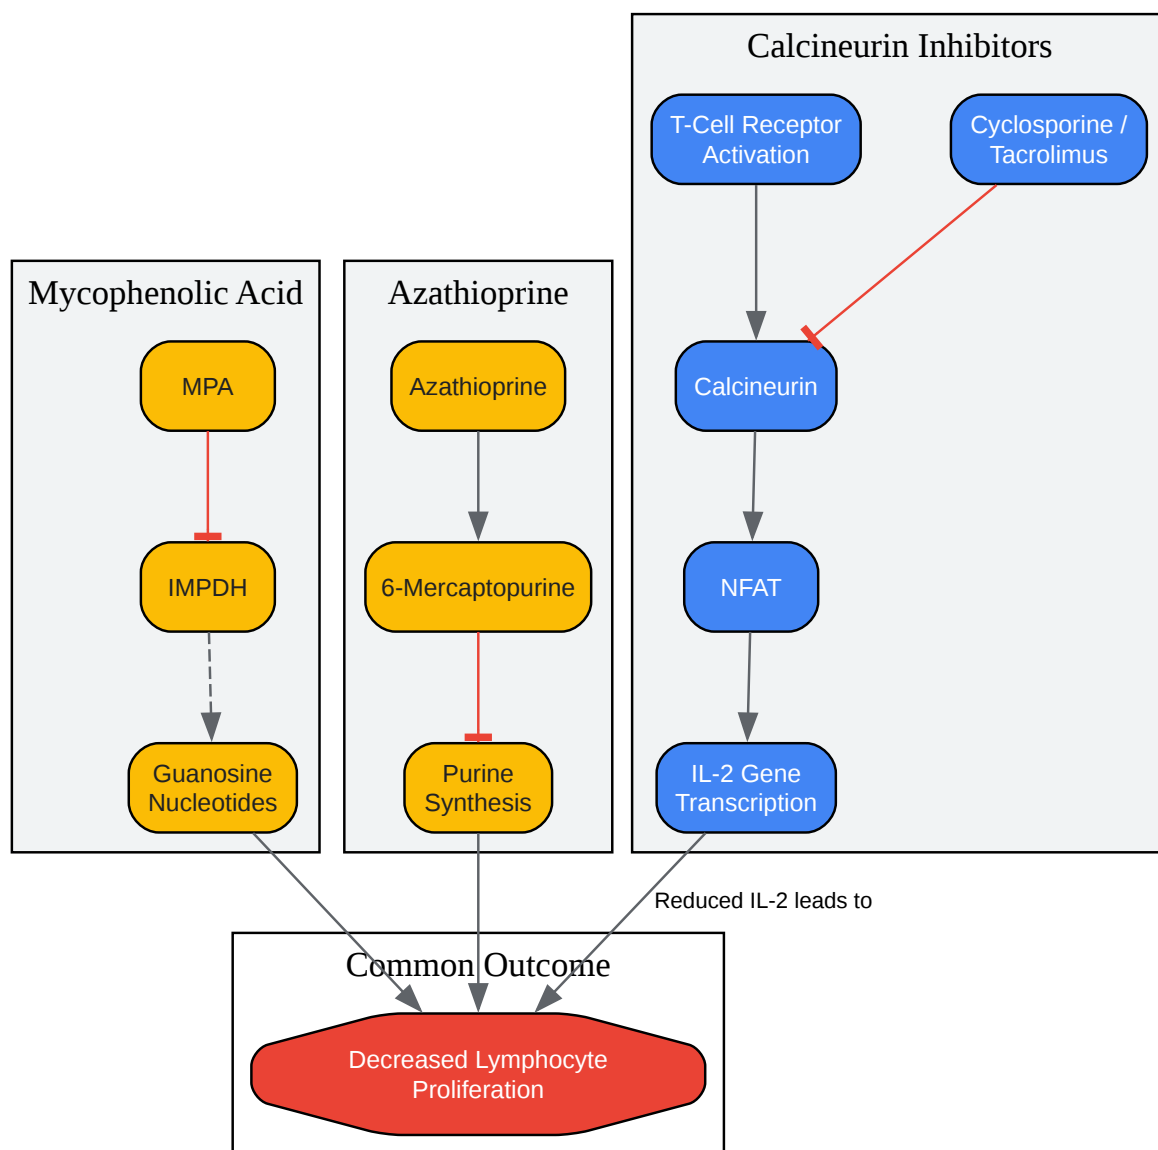 Calcineurin Inhibitors
T-Cell Receptor
Activation
Cyclosporine /
Tacrolimus
Mycophenolic Acid
Azathioprine
MPA
Azathioprine
Calcineurin
IMPDH
6-Mercaptopurine
NFAT
Guanosine
Nucleotides
Purine
Synthesis
IL-2 Gene
Transcription
Reduced IL-2 leads to
Common Outcome
Decreased Lymphocyte
Proliferation